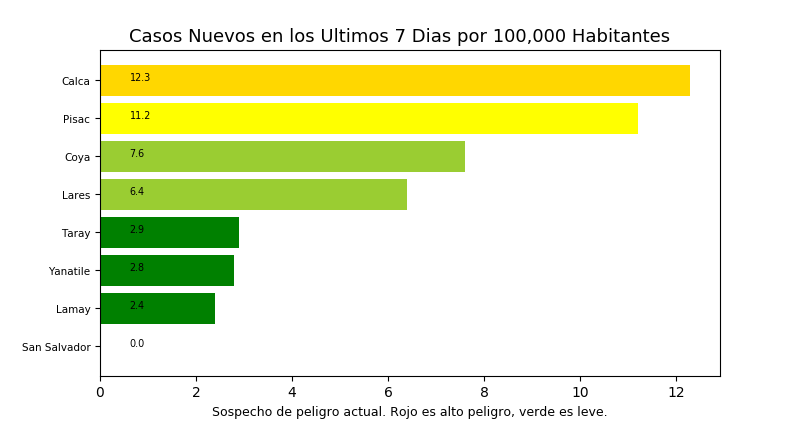 Casos Nuevos en los Ultimos 7 Dias por 100,000 Habitantes
Calca 12.3
Pisac 11.2
Coya 7.6
Lares 6.4
Taray 2.9
Yanatile 2.8
Lamay 2.4
San Salvador 0.0
0 2 4 6 8 10 12
Sospecho de peligro actual. Rojo es alto peligro, verde es leve.